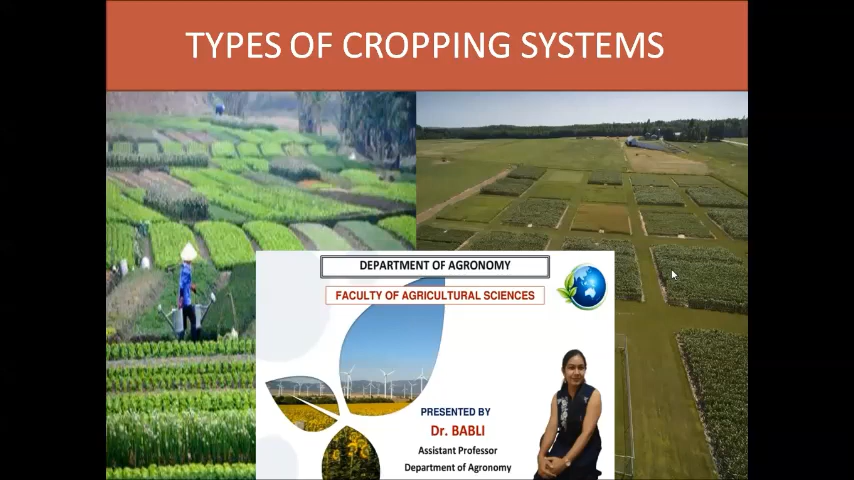 TYPES OF CROPPING SYSTEMS
DEPARTMENT OF AGRONOMY
FACULTY OF AGRICULTURAL SCIENCES
PRESENTED BY
Dr. BABLI
Assistant Professor
Department of Agronomy